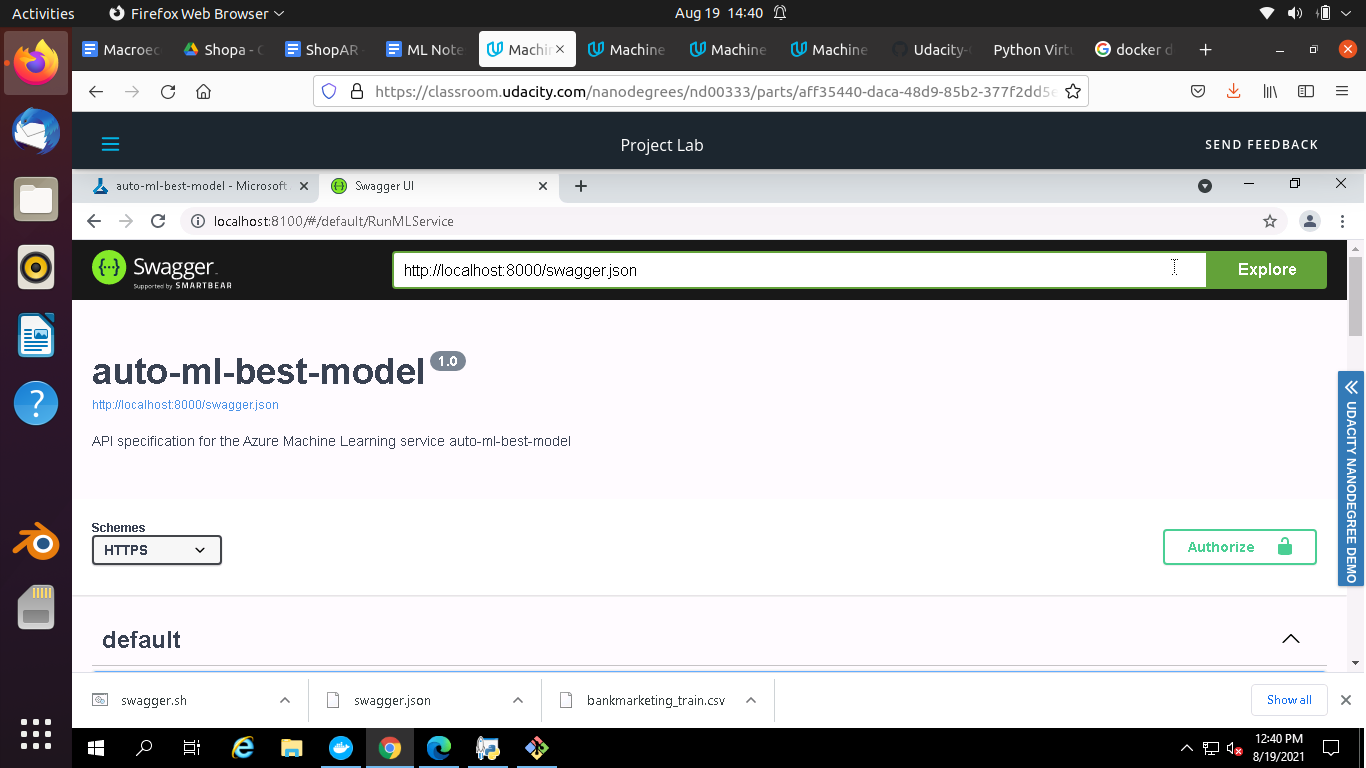 Activities Firefox Web Browser Aug 19 14:40
Macroec Shopa - G ShopAR ML Note Machin Machine Machine Machine Udacity- Python Virtu docker d
https://classroom.udacity.com/nanodegrees/nd00333/parts/aff35440-daca-48d9-85b2-377f2dd5e
Project Lab SEND FEEDBACK
auto-ml-best-model - Microsoft Swagger UI
localhost:8100/#/default/RunMLService
Swagger http://localhost:8000/swagger.json Explore
Supported by SMARTBEAR
auto-ml-best-model 1.0
http://localhost:8000/swagger.json
API specification for the Azure Machine Learning service auto-ml-best-model
UDACITY NANODEGREE DEMO
Schemes
HTTPS Authorize
default
swagger.sh swagger.json bankmarketing_train.csv Show all
12:40 PM
8/19/2021